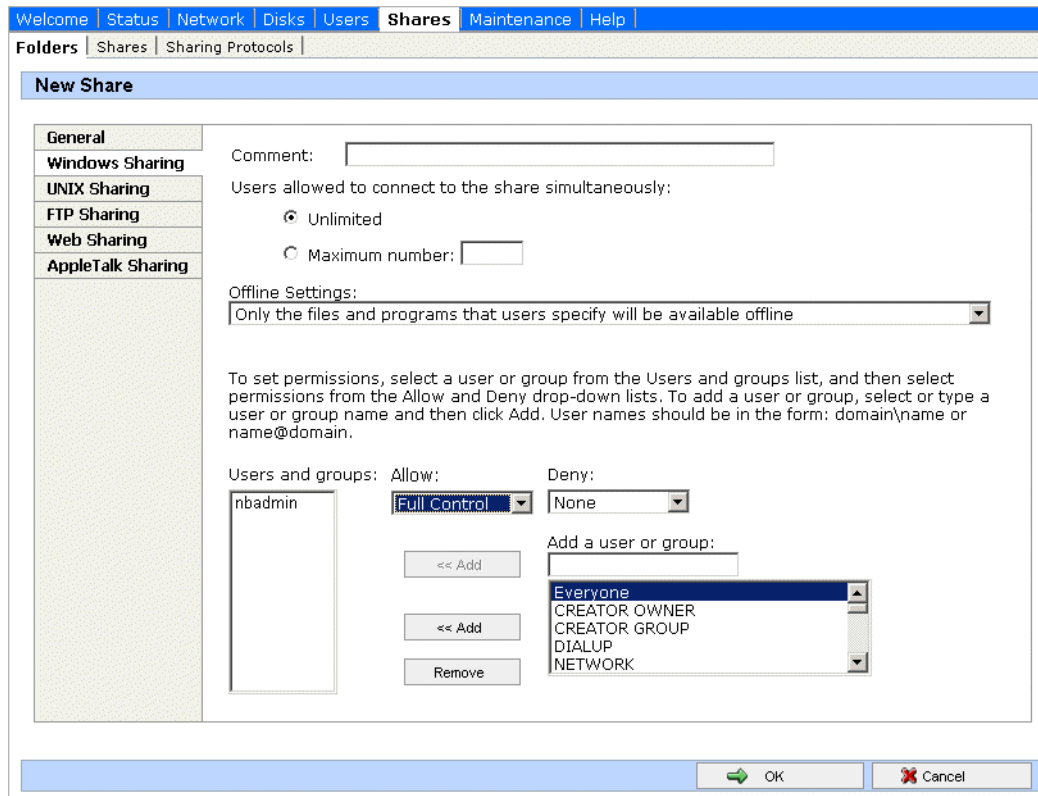 Welcome | Status | Network | Disks | Users | Shares | Maintenance | Help |
Folders | Shares | Sharing Protocols |
New Share
General
Windows Sharing
UNIX Sharing
FTP Sharing
Web Sharing
AppleTalk Sharing
Comment:
Users allowed to connect to the share simultaneously:
Unlimited
Maximum number:
Offline Settings:
Only the files and programs that users specify will be available offline
To set permissions, select a user or group from the Users and groups list, and then select
permissions from the Allow and Deny drop-down lists. To add a user or group, select or type a
user or group name and then click Add. User names should be in the form: domain\name or
name@domain.
Users and groups: Allow: Deny:
nbadmin Full Control None
Add a user or group:
<< Add
Everyone
CREATOR OWNER
CREATOR GROUP
DIALUP
NETWORK
<< Add
Remove
OK Cancel